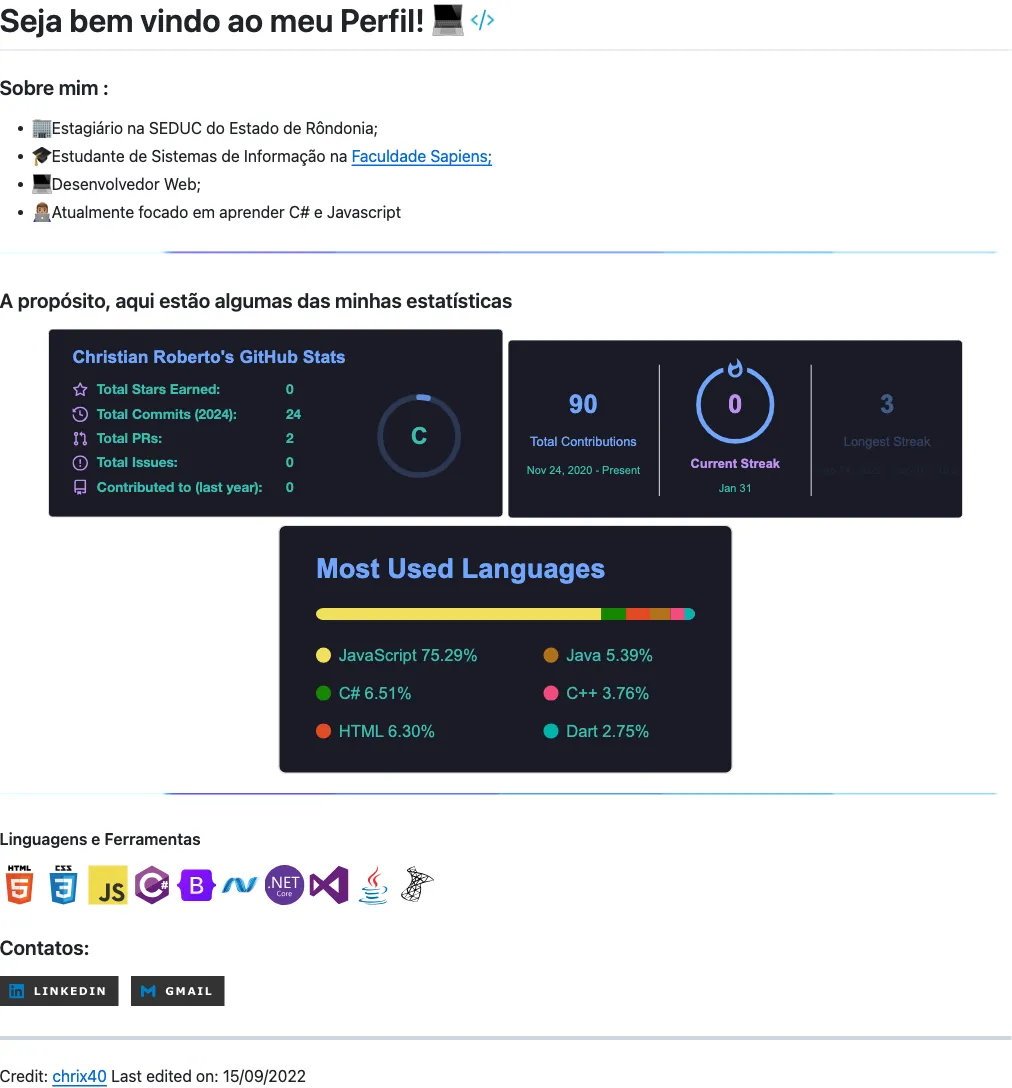 Seja bem vindo ao meu Perfil! </>
Sobre mim :
Estagiário na SEDUC do Estado de Rôndonia;
Estudante de Sistemas de Informação na Faculdade Sapiens;
Desenvolvedor Web;
Atualmente focado em aprender C# e Javascript
A propósito, aqui estão algumas das minhas estatísticas
Christian Roberto's GitHub Stats
Total Stars Earned: 0
Total Commits (2024): 24
Total PRs: 2
Total Issues: 0
Contributed to (last year): 0
C
90
Total Contributions
Nov 24, 2020 - Present
0
Current Streak
Jan 31
3
Longest Streak
Most Used Languages
JavaScript 75.29%
Java 5.39%
C# 6.51%
C++ 3.76%
HTML 6.30%
Dart 2.75%
Linguagens e Ferramentas
HTML 5 CSS 3 JS C# B .NET Core
Contatos:
LINKEDIN GMAIL
Credit: chrix40 Last edited on: 15/09/2022